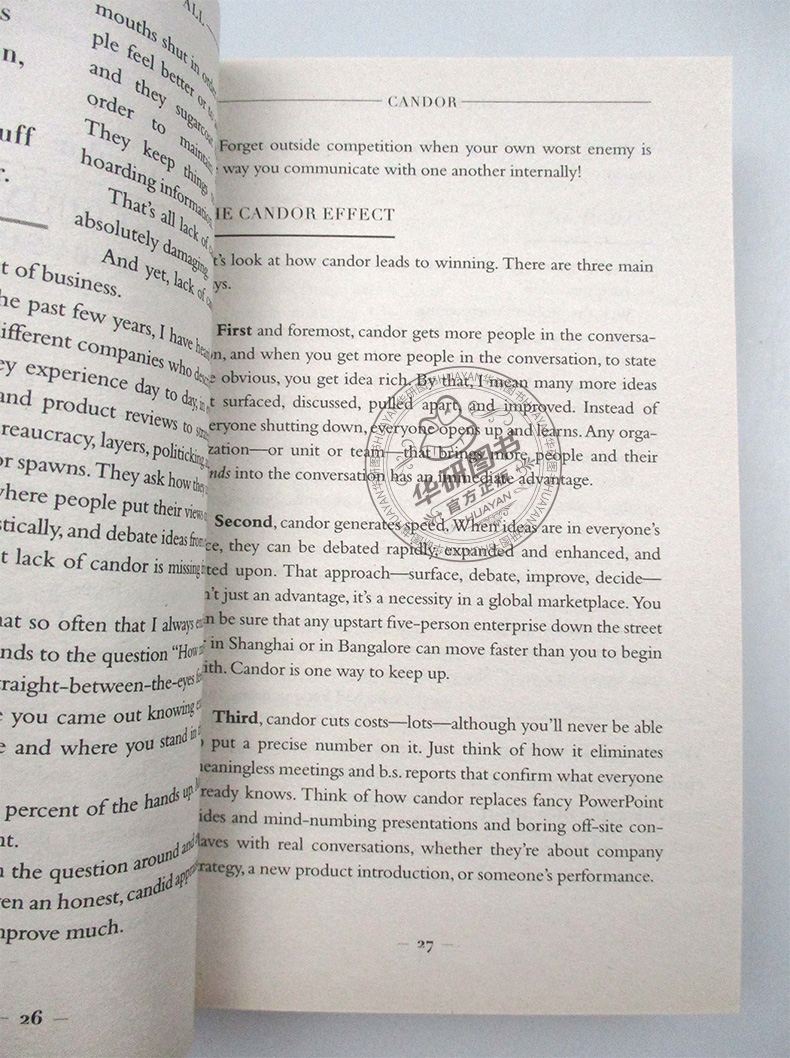 ALL
mouths shut in order
ple feel better or to
and they sugarcoat
order to maintain
They keep things
hoarding information
That's all lack of
absolutely damaging.
And yet, lack of
t of business.
he past few years, I have
ifferent companies who
ey experience day to day, in
and product reviews to
reaucracy, layers, politicking
or spawns. They ask how
where people put their views
stically, and debate ideas from
t lack of candor is missing
hat so often that I always
nds to the question "How
raight-between-the-eyes
e you came out knowing
e and where you stand in
percent of the hands up.
nt.
n the question around and
en an honest, candid
mprove much.
26
s
n,
uff
r.
CANDOR
Forget outside competition when your own worst enemy is
way you communicate with one another internally!
HE CANDOR EFFECT
t's look at how candor leads to winning. There are three main
ys.
First and foremost, candor gets more people in the conversa-
n, and when you get more people in the conversation, to state
e obvious, you get idea rich. By that, I mean many more ideas
t surfaced, discussed, pulled apart, and improved. Instead of
eryone shutting down, everyone opens up and learns. Any orga-
zation—or unit or team—that brings more people and their
nds into the conversation has an immediate advantage.
Second, candor generates speed. When ideas are in everyone's
ce, they can be debated rapidly, expanded and enhanced, and
ted upon. That approach—surface, debate, improve, decide—
n't just an advantage, it's a necessity in a global marketplace. You
n be sure that any upstart five-person enterprise down the street
in Shanghai or in Bangalore can move faster than you to begin
ith. Candor is one way to keep up.
Third, candor cuts costs—lots—although you'll never be able
put a precise number on it. Just think of how it eliminates
eaningless meetings and b.s. reports that confirm what everyone
ready knows. Think of how candor replaces fancy PowerPoint
ides and mind-numbing presentations and boring off-site con-
laves with real conversations, whether they're about company
rategy, a new product introduction, or someone's performance.
27
华研图书
官方正版
HUAYAN